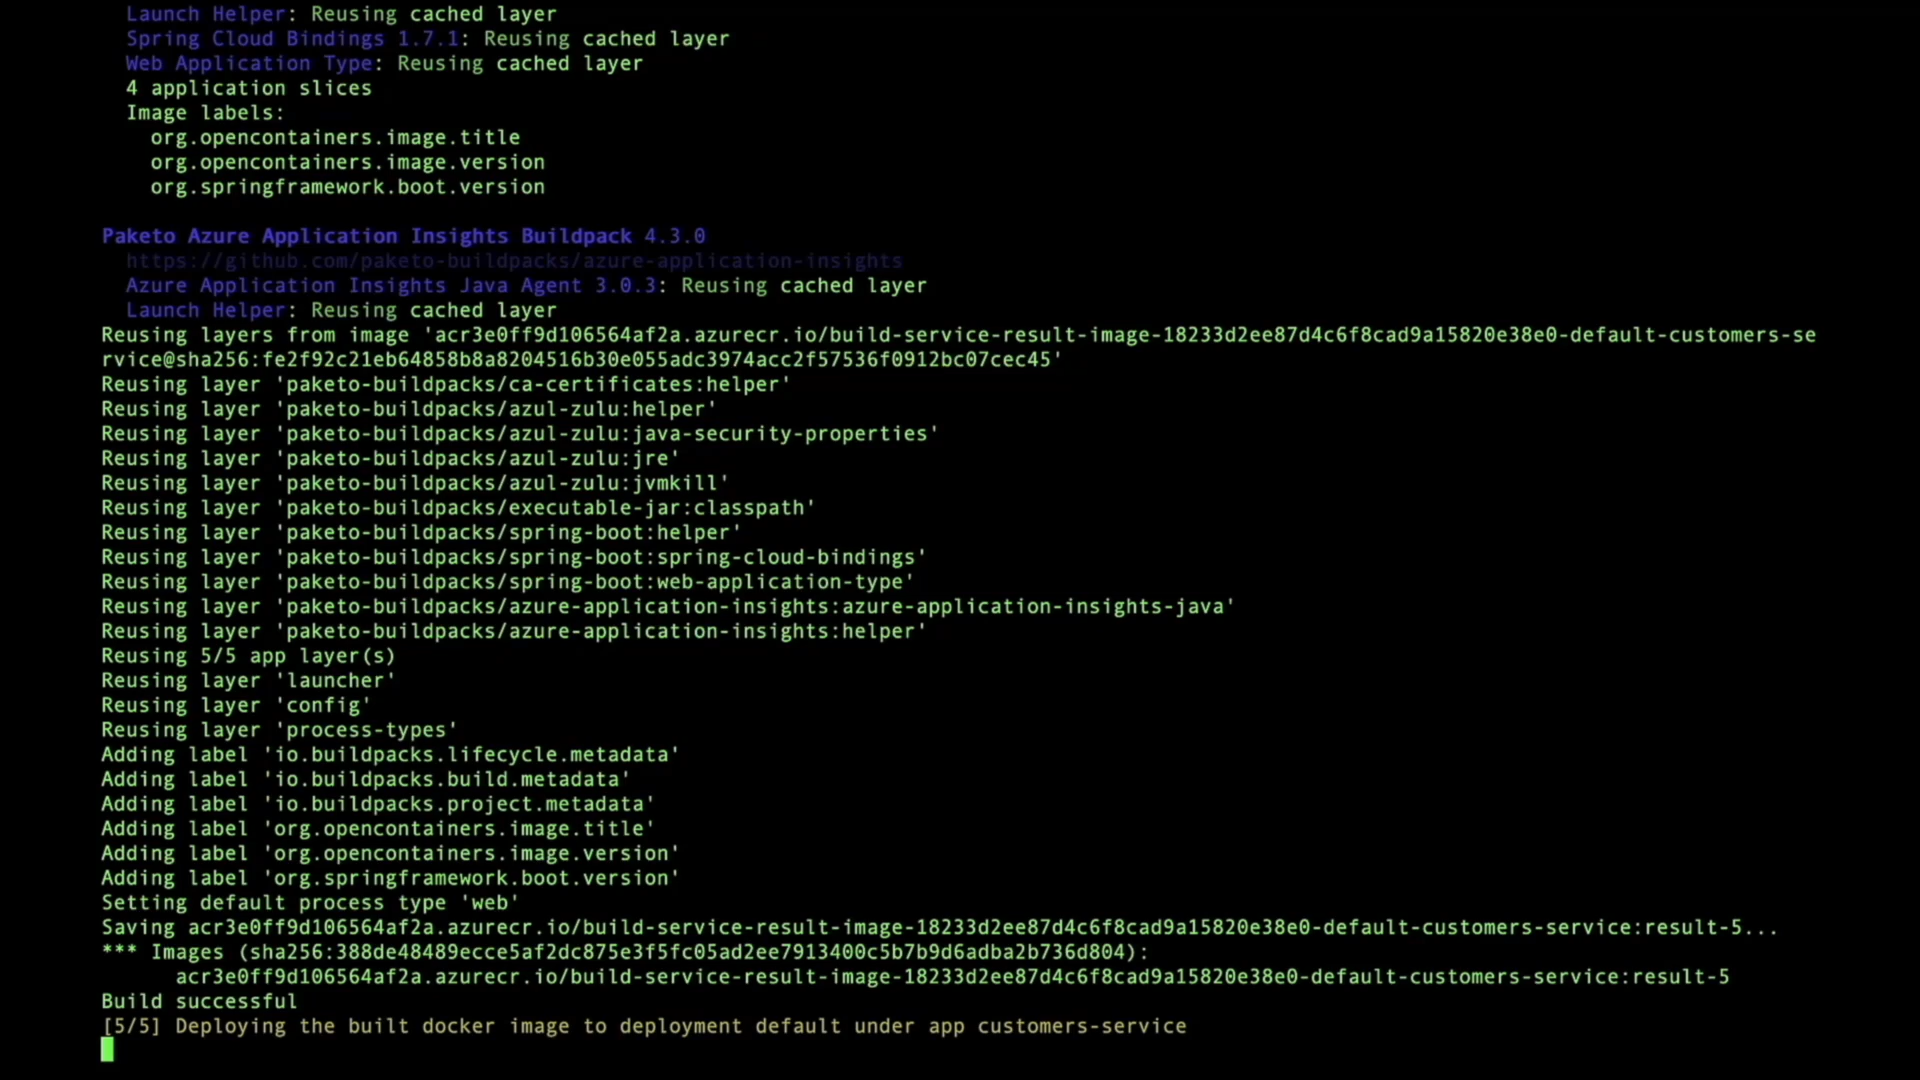 Launch Helper: Reusing cached layer
Spring Cloud Bindings 1.7.1: Reusing cached layer
Web Application Type: Reusing cached layer
4 application slices
Image labels:
org.opencontainers.image.title
org.opencontainers.image.version
org.springframework.boot.version
Paketo Azure Application Insights Buildpack 4.3.0
https://github.com/paketo-buildpacks/azure-application-insights
Azure Application Insights Java Agent 3.0.3: Reusing cached layer
Launch Helper: Reusing cached layer
Reusing layers from image 'acr3e0ff9d106564af2a.azurecr.io/build-service-result-image-18233d2ee87d4c6f8cad9a15820e38e0-default-customers-se
rvice@sha256:fe2f92c21eb64858b8a8204516b30e055adc3974acc2f57536f0912bc07cec45'
Reusing layer 'paketo-buildpacks/ca-certificates:helper'
Reusing layer 'paketo-buildpacks/azul-zulu:helper'
Reusing layer 'paketo-buildpacks/azul-zulu:java-security-properties'
Reusing layer 'paketo-buildpacks/azul-zulu:jre'
Reusing layer 'paketo-buildpacks/azul-zulu:jvmkill'
Reusing layer 'paketo-buildpacks/executable-jar:classpath'
Reusing layer 'paketo-buildpacks/spring-boot:helper'
Reusing layer 'paketo-buildpacks/spring-boot:spring-cloud-bindings'
Reusing layer 'paketo-buildpacks/spring-boot:web-application-type'
Reusing layer 'paketo-buildpacks/azure-application-insights:azure-application-insights-java'
Reusing layer 'paketo-buildpacks/azure-application-insights:helper'
Reusing 5/5 app layer(s)
Reusing layer 'launcher'
Reusing layer 'config'
Reusing layer 'process-types'
Adding label 'io.buildpacks.lifecycle.metadata'
Adding label 'io.buildpacks.build.metadata'
Adding label 'io.buildpacks.project.metadata'
Adding label 'org.opencontainers.image.title'
Adding label 'org.opencontainers.image.version'
Adding label 'org.springframework.boot.version'
Setting default process type 'web'
Saving acr3e0ff9d106564af2a.azurecr.io/build-service-result-image-18233d2ee87d4c6f8cad9a15820e38e0-default-customers-service:result-5...
*** Images (sha256:388de48489ecce5af2dc875e3f5fc05ad2ee7913400c5b7b9d6adba2b736d804):
acr3e0ff9d106564af2a.azurecr.io/build-service-result-image-18233d2ee87d4c6f8cad9a15820e38e0-default-customers-service:result-5
Build successful
[5/5] Deploying the built docker image to deployment default under app customers-service